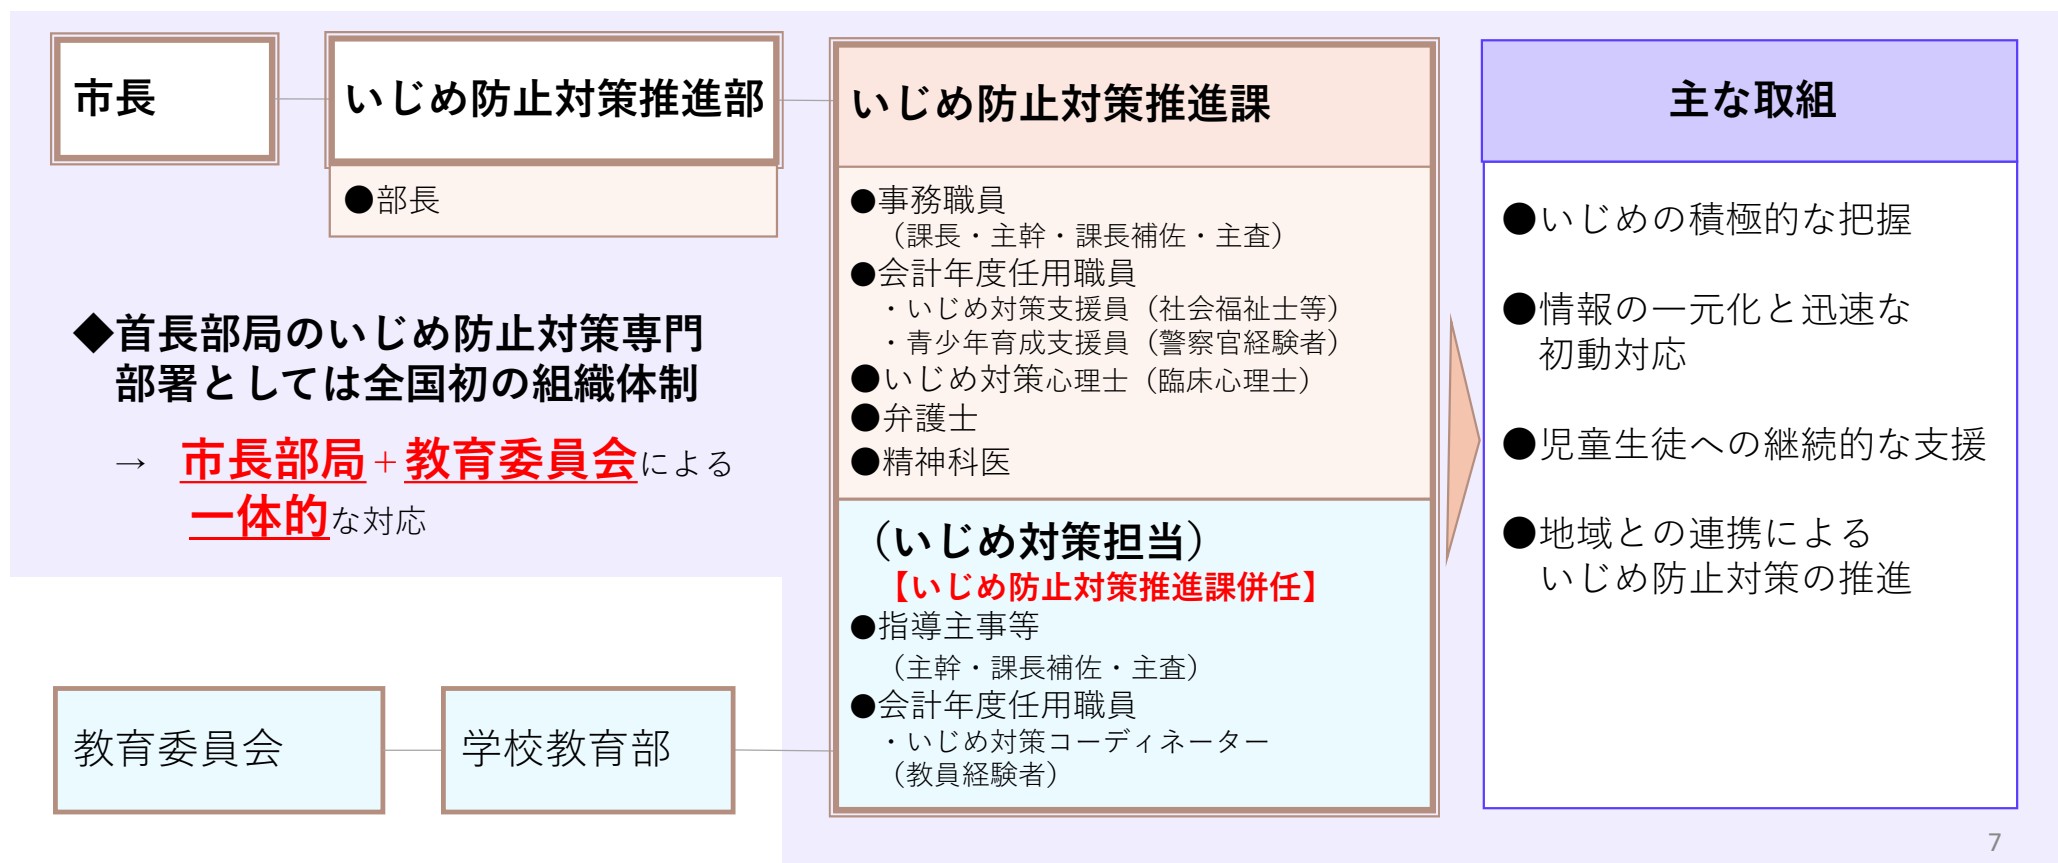 市長
いじめ防止対策推進部
●部長
◆首長部局のいじめ防止対策専門
部署としては全国初の組織体制
→ 市長部局+教育委員会による
一体的な対応
教育委員会
学校教育部
いじめ防止対策推進課
●事務職員
（課長・主幹・課長補佐・主査）
●会計年度任用職員
・いじめ対策支援員（社会福祉士等）
・青少年育成支援員（警察官経験者）
●いじめ対策心理士（臨床心理士）
●弁護士
●精神科医
（いじめ対策担当）
【いじめ防止対策推進課併任】
●指導主事等
（主幹・課長補佐・主査）
●会計年度任用職員
・いじめ対策コーディネーター
（教員経験者）
主な取組
●いじめの積極的な把握
●情報の一元化と迅速な
初動対応
●児童生徒への継続的な支援
●地域との連携による
いじめ防止対策の推進
7